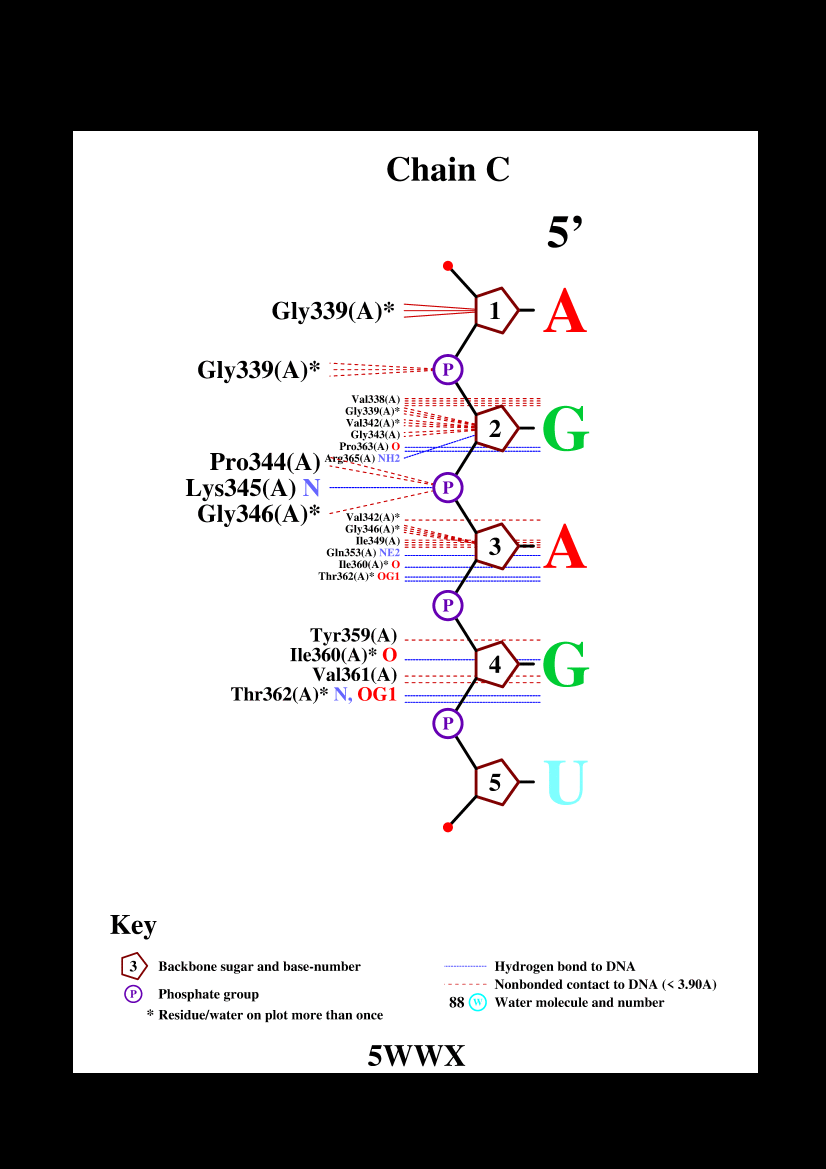 Chain C
5’
Gly339(A)* 1 A
Gly339(A)* P
Val338(A)
Gly339(A)*
Val342(A)*
2 G
Gly343(A)
Pro363(A) O
Arg365(A) NH2
Pro344(A)
Lys345(A) N P
Gly346(A)*
Val342(A)*
Gly346(A)*
Ile349(A)
3 A
Gln353(A) NE2
Ile360(A)* O
Thr362(A)* OG1
P
Tyr359(A)
Ile360(A)* O
4 G
Val361(A)
Thr362(A)* N, OG1
P
5 U
Key
3 Backbone sugar and base-number
P Phosphate group
* Residue/water on plot more than once
Hydrogen bond to DNA
Nonbonded contact to DNA (< 3.90A)
88 W Water molecule and number
5WWX